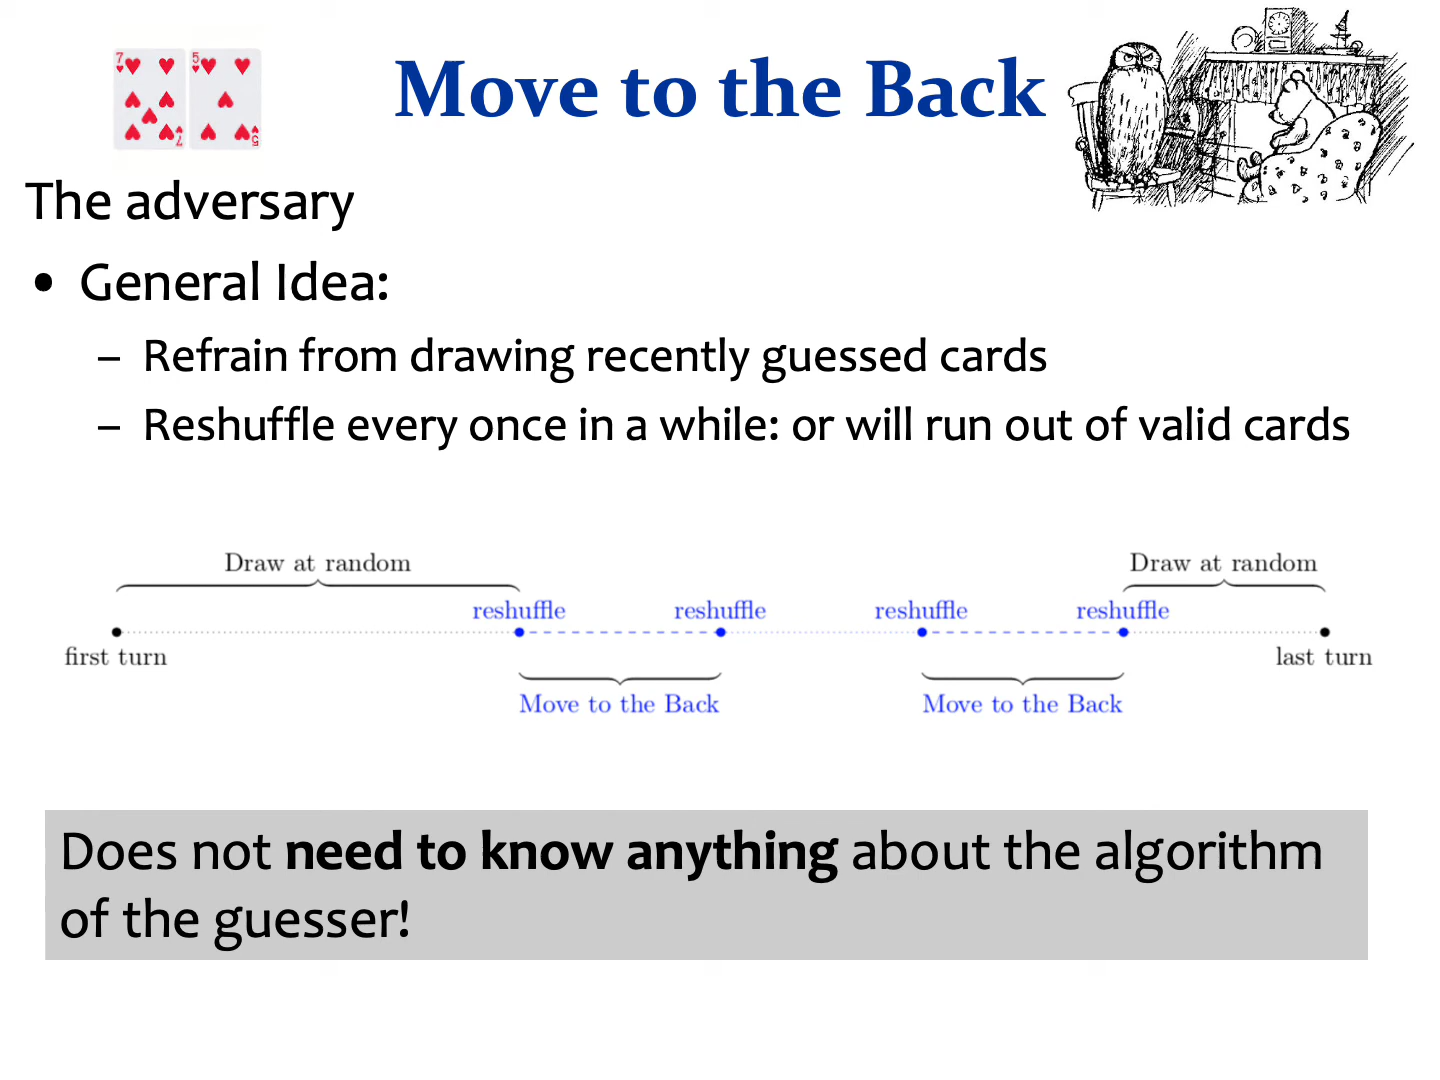 7 5
Move to the Back
The adversary
• General Idea:
– Refrain from drawing recently guessed cards
– Reshuffle every once in a while: or will run out of valid cards
Draw at random Draw at random
reshuffle reshuffle reshuffle reshuffle
first turn last turn
Move to the Back Move to the Back
Does not need to know anything about the algorithm
of the guesser!